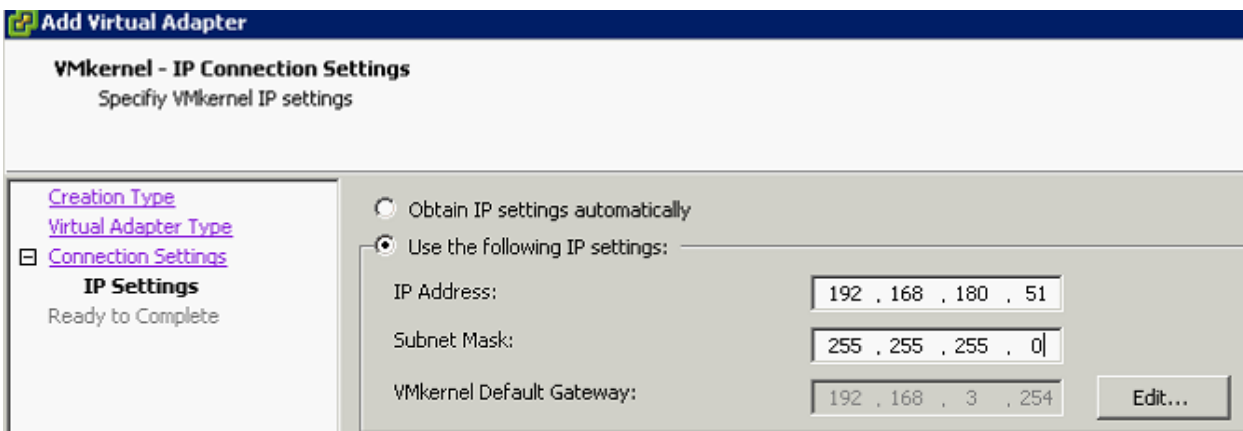 Add Virtual Adapter
VMkernel - IP Connection Settings
Specifiy VMkernel IP settings
Creation Type
Virtual Adapter Type
Connection Settings
IP Settings
Ready to Complete
Obtain IP settings automatically
Use the following IP settings:
IP Address: 192 . 168 . 180 . 51
Subnet Mask: 255 . 255 . 255 . 0
VMkernel Default Gateway: 192 . 168 . 3 . 254 Edit...